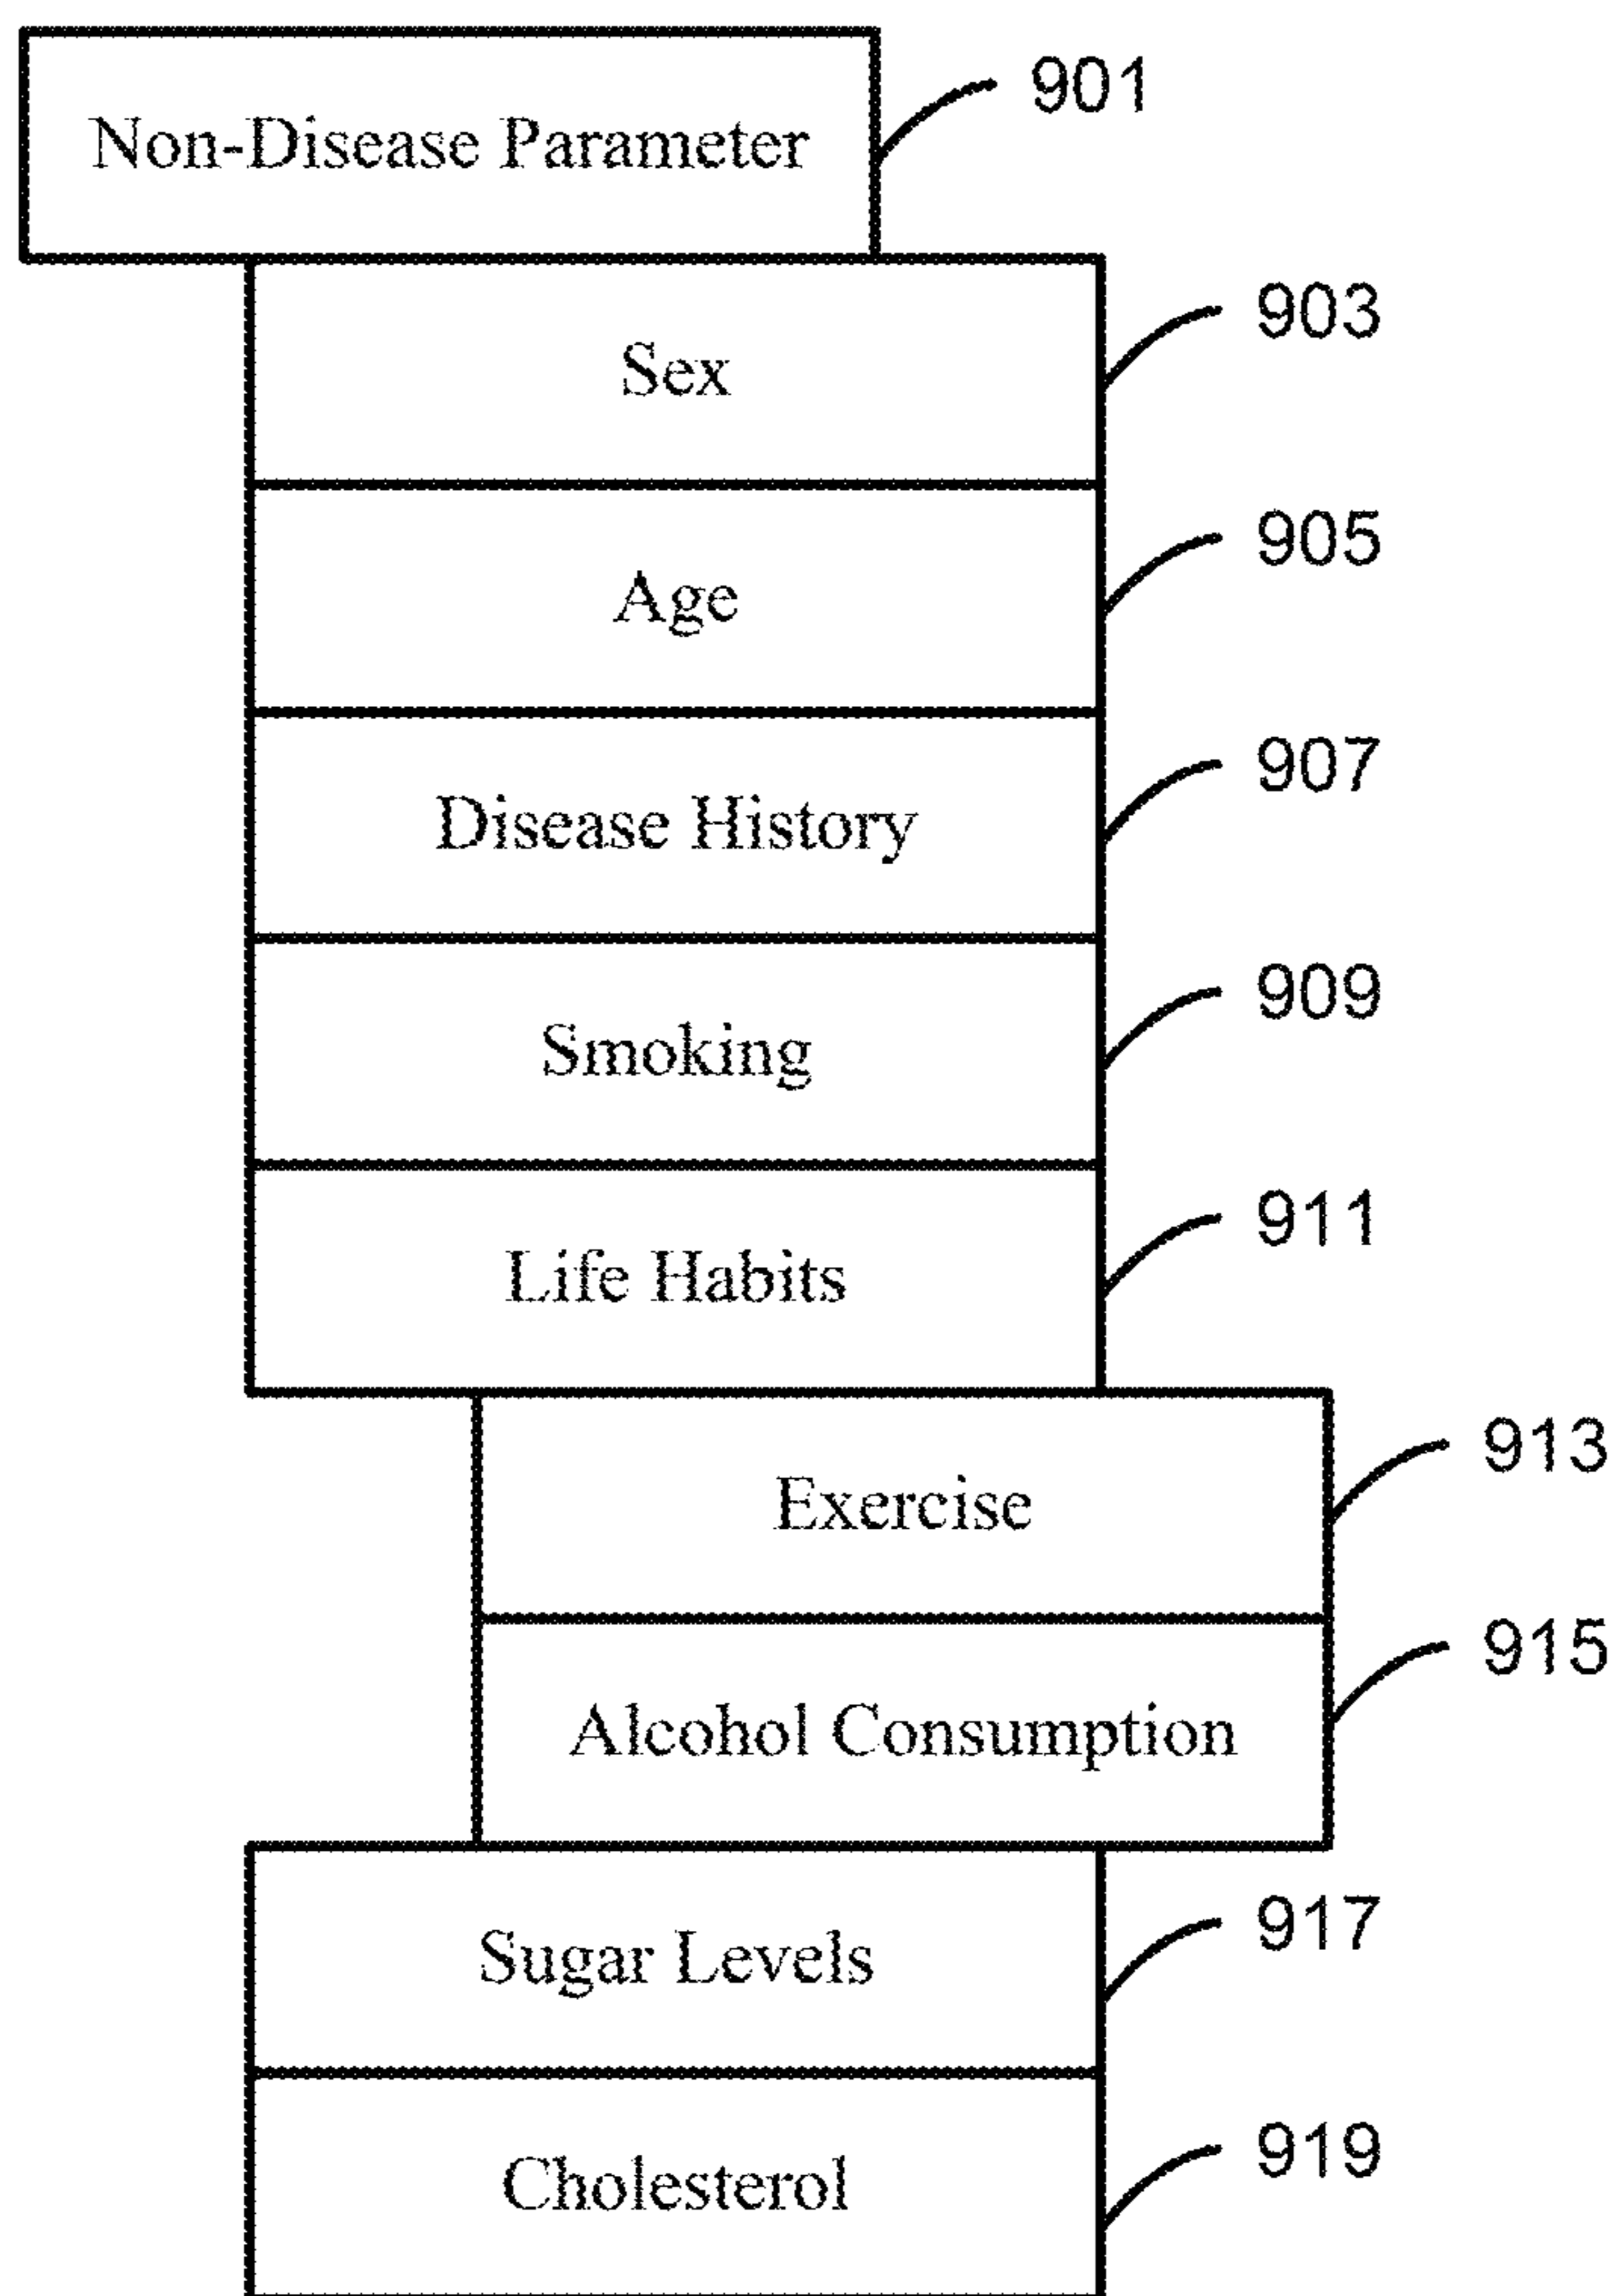 Non-Disease Parameter 901
Sex 903
Age 905
Disease History 907
Smoking 909
Life Habits 911
Exercise 913
Alcohol Consumption 915
Sugar Levels 917
Cholesterol 919